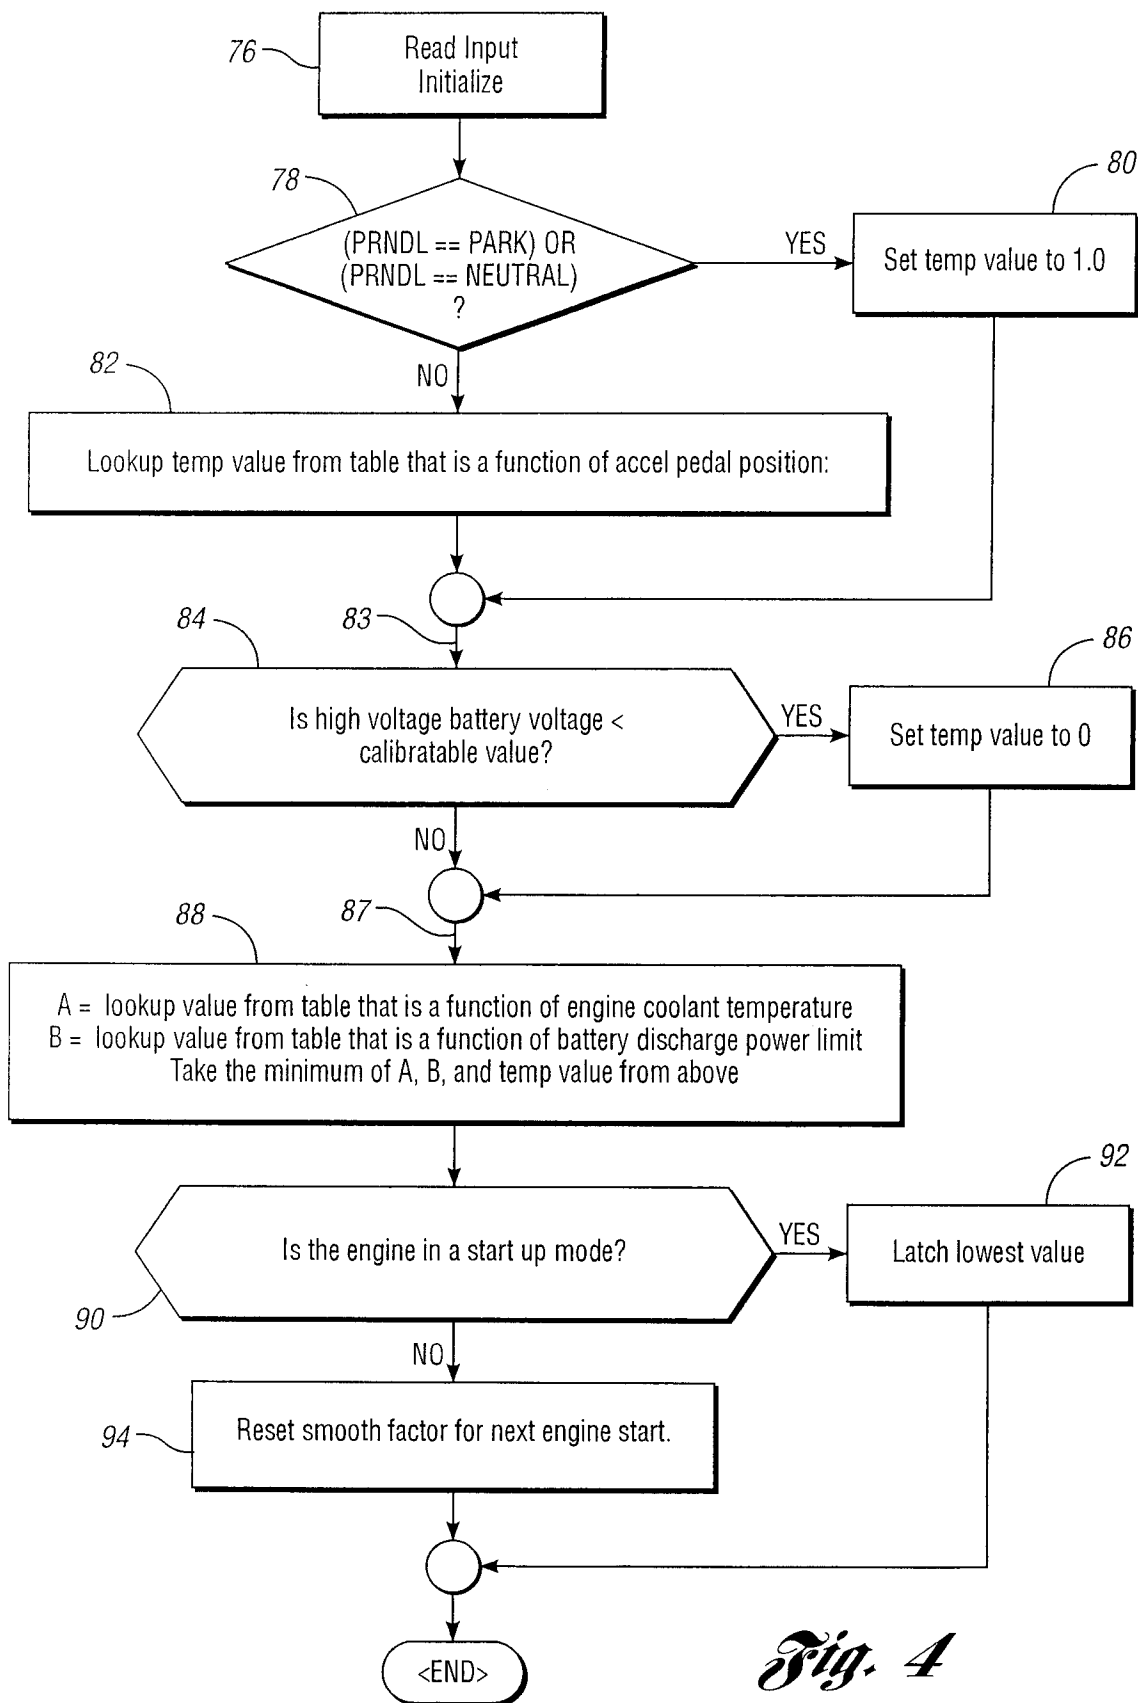 76
Read Input
Initialize
78
(PRNDL == PARK) OR
(PRNDL == NEUTRAL)
?
YES
80
Set temp value to 1.0
NO
82
Lookup temp value from table that is a function of accel pedal position:
83
84
Is high voltage battery voltage <
calibratable value?
YES
86
Set temp value to 0
NO
87
88
A = lookup value from table that is a function of engine coolant temperature
B = lookup value from table that is a function of battery discharge power limit
Take the minimum of A, B, and temp value from above
90
Is the engine in a start up mode?
YES
92
Latch lowest value
NO
94
Reset smooth factor for next engine start.
<END>
Fig. 4